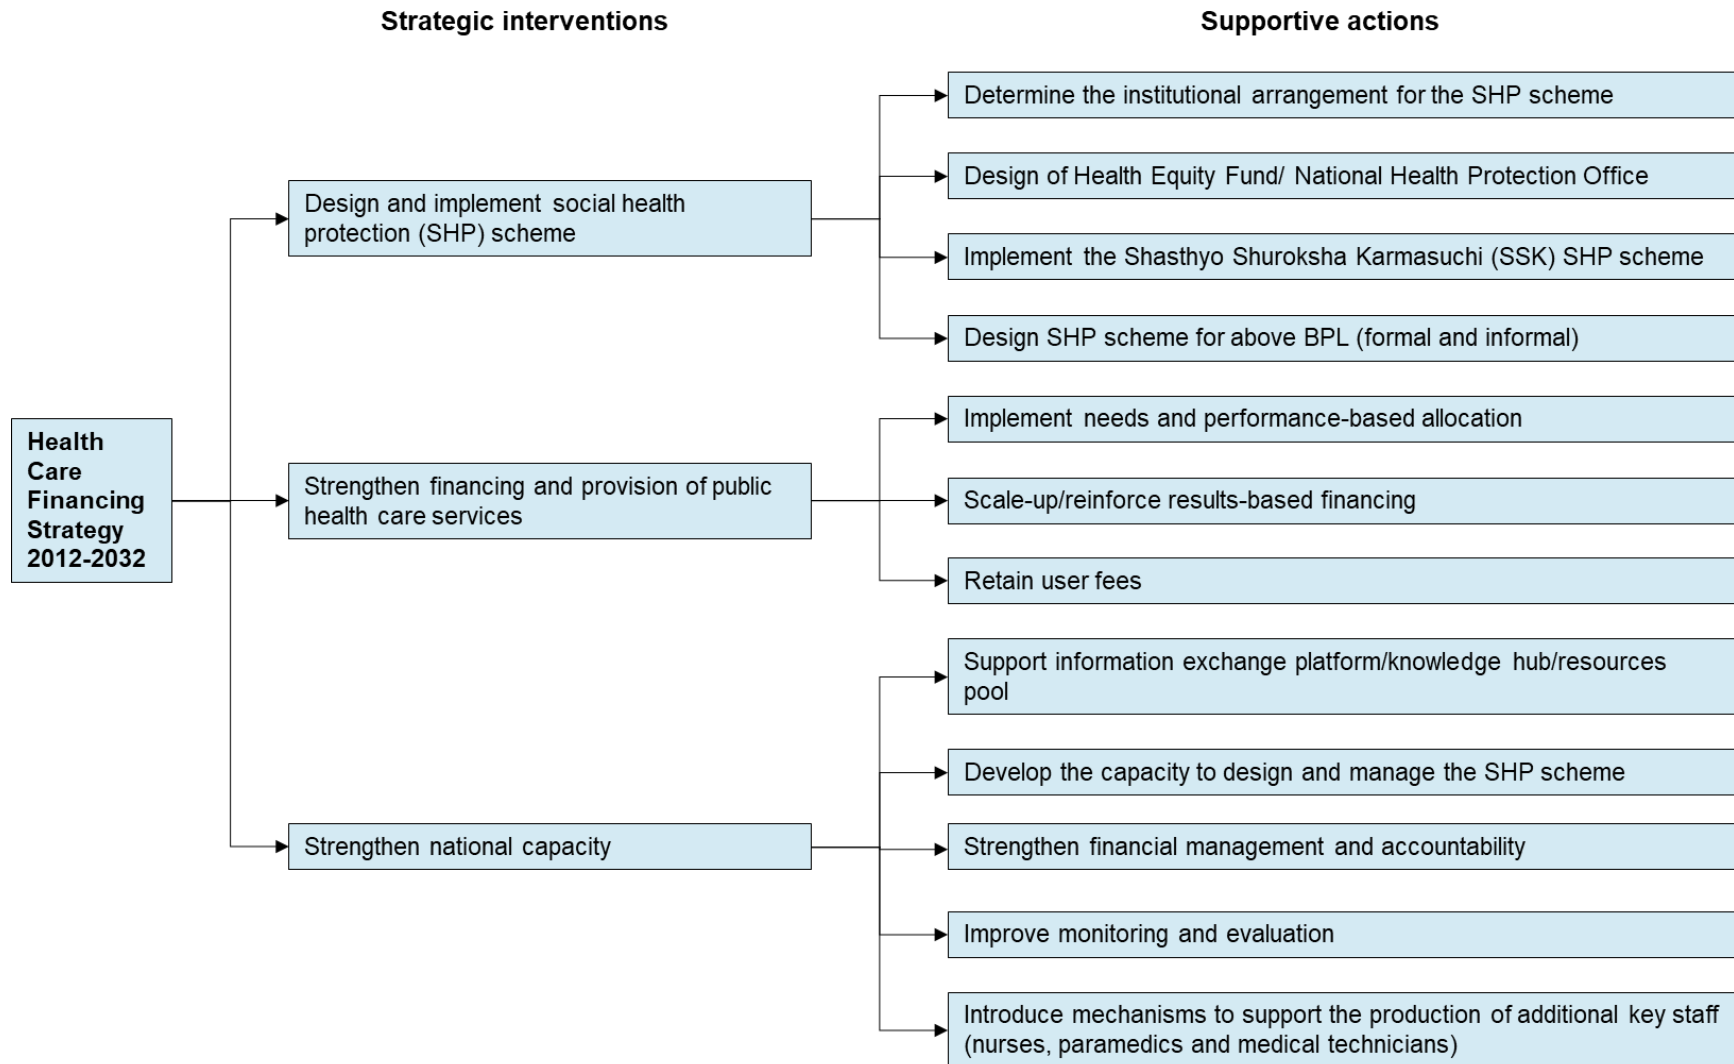 Strategic interventions
Supportive actions
Health
Care
Financing
Strategy
2012-2032
Design and implement social health
protection (SHP) scheme
Determine the institutional arrangement for the SHP scheme
Design of Health Equity Fund/ National Health Protection Office
Implement the Shasthyo Shuroksha Karmasuchi (SSK) SHP scheme
Design SHP scheme for above BPL (formal and informal)
Strengthen financing and provision of public
health care services
Implement needs and performance-based allocation
Scale-up/reinforce results-based financing
Retain user fees
Strengthen national capacity
Support information exchange platform/knowledge hub/resources
pool
Develop the capacity to design and manage the SHP scheme
Strengthen financial management and accountability
Improve monitoring and evaluation
Introduce mechanisms to support the production of additional key staff
(nurses, paramedics and medical technicians)